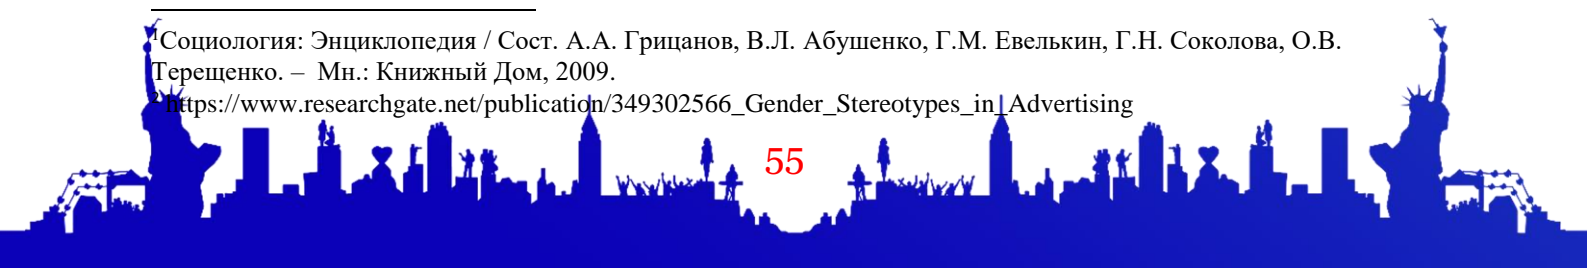 ¹Социология: Энциклопедия / Сост. А.А. Грицанов, В.Л. Абушенко, Г.М. Евелькин, Г.Н. Соколова, О.В.
Терещенко. – Мн.: Книжный Дом, 2009.
² https://www.researchgate.net/publication/349302566_Gender_Stereotypes_in_Advertising
55